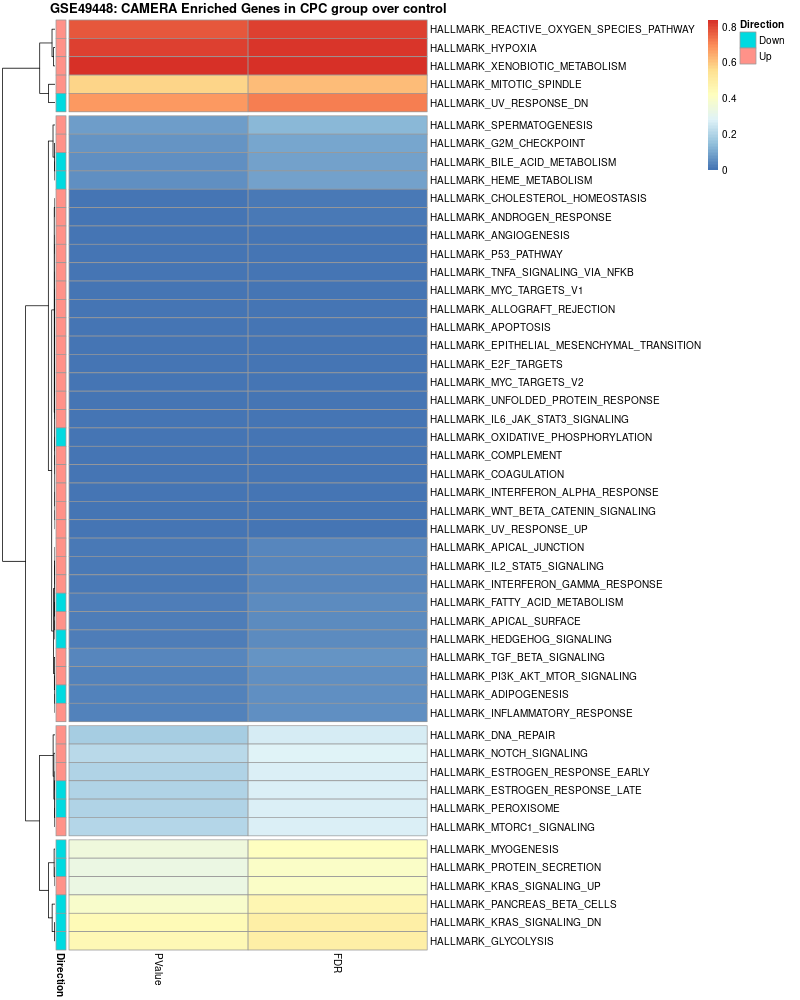 GSE49448: CAMERA Enriched Genes in CPC group over control
HALLMARK_REACTIVE_OXYGEN_SPECIES_PATHWAY
HALLMARK_HYPOXIA
HALLMARK_XENOBIOTIC_METABOLISM
HALLMARK_MITOTIC_SPINDLE
HALLMARK_UV_RESPONSE_DN
HALLMARK_SPERMATOGENESIS
HALLMARK_G2M_CHECKPOINT
HALLMARK_BILE_ACID_METABOLISM
HALLMARK_HEME_METABOLISM
HALLMARK_CHOLESTEROL_HOMEOSTASIS
HALLMARK_ANDROGEN_RESPONSE
HALLMARK_ANGIOGENESIS
HALLMARK_P53_PATHWAY
HALLMARK_TNFA_SIGNALING_VIA_NFKB
HALLMARK_MYC_TARGETS_V1
HALLMARK_ALLOGRAFT_REJECTION
HALLMARK_APOPTOSIS
HALLMARK_EPITHELIAL_MESENCHYMAL_TRANSITION
HALLMARK_E2F_TARGETS
HALLMARK_MYC_TARGETS_V2
HALLMARK_UNFOLDED_PROTEIN_RESPONSE
HALLMARK_IL6_JAK_STAT3_SIGNALING
HALLMARK_OXIDATIVE_PHOSPHORYLATION
HALLMARK_COMPLEMENT
HALLMARK_COAGULATION
HALLMARK_INTERFERON_ALPHA_RESPONSE
HALLMARK_WNT_BETA_CATENIN_SIGNALING
HALLMARK_UV_RESPONSE_UP
HALLMARK_APICAL_JUNCTION
HALLMARK_IL2_STAT5_SIGNALING
HALLMARK_INTERFERON_GAMMA_RESPONSE
HALLMARK_FATTY_ACID_METABOLISM
HALLMARK_APICAL_SURFACE
HALLMARK_HEDGEHOG_SIGNALING
HALLMARK_TGF_BETA_SIGNALING
HALLMARK_PI3K_AKT_MTOR_SIGNALING
HALLMARK_ADIPOGENESIS
HALLMARK_INFLAMMATORY_RESPONSE
HALLMARK_DNA_REPAIR
HALLMARK_NOTCH_SIGNALING
HALLMARK_ESTROGEN_RESPONSE_EARLY
HALLMARK_ESTROGEN_RESPONSE_LATE
HALLMARK_PEROXISOME
HALLMARK_MTORC1_SIGNALING
HALLMARK_MYOGENESIS
HALLMARK_PROTEIN_SECRETION
HALLMARK_KRAS_SIGNALING_UP
HALLMARK_PANCREAS_BETA_CELLS
HALLMARK_KRAS_SIGNALING_DN
HALLMARK_GLYCOLYSIS
Direction
PValue
FDR
0.8
0.6
0.4
0.2
0
Direction
Down
Up